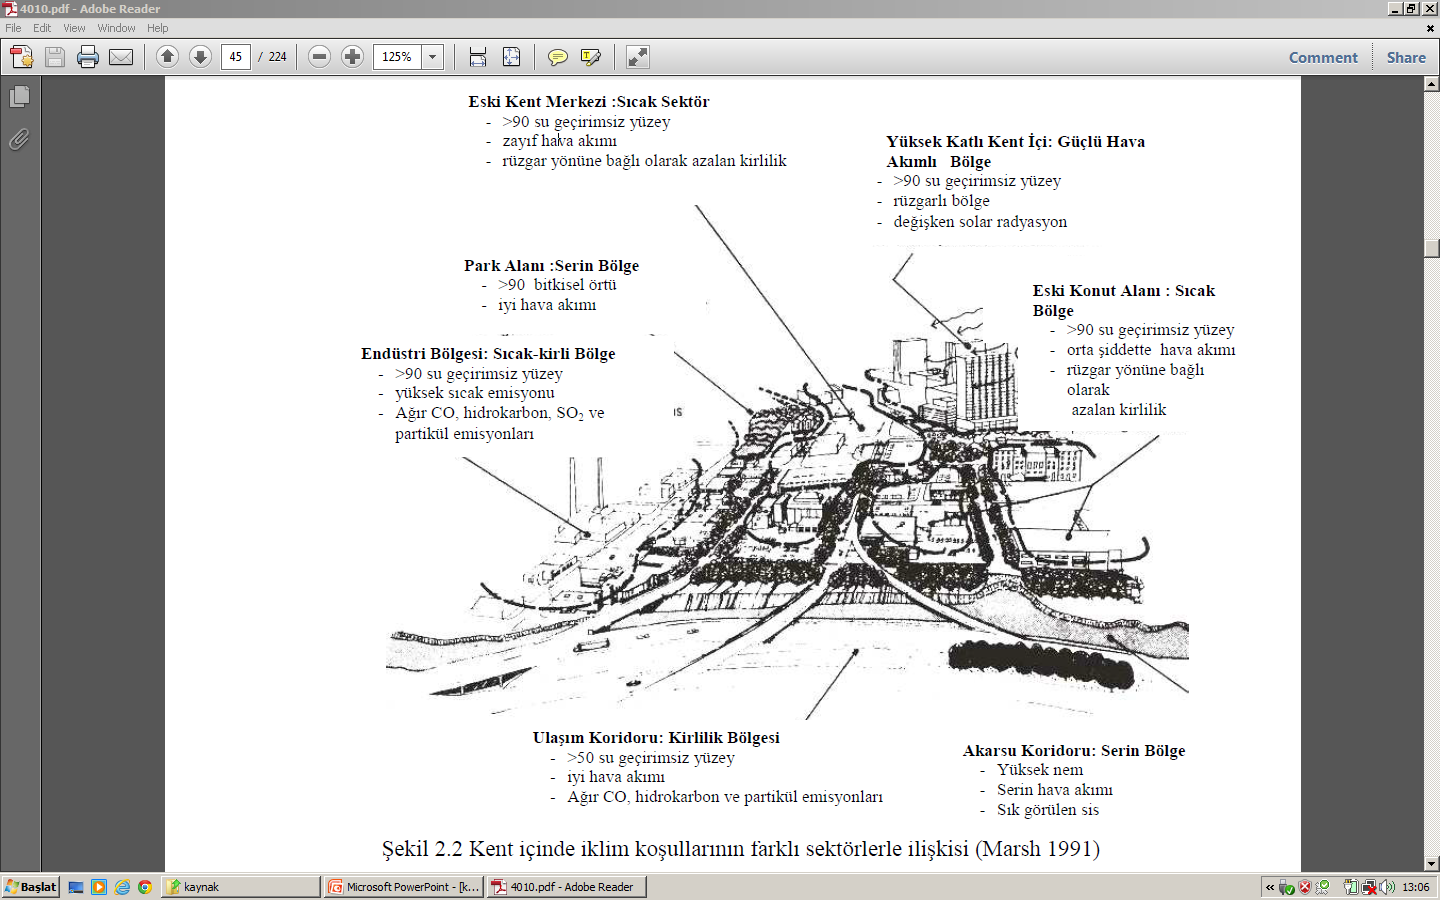 4010.pdf - Adobe Reader
File Edit View Window Help
45 / 224 125% Comment Share
Eski Kent Merkezi :Sıcak Sektör
- >90 su geçirimsiz yüzey
- zayıf hava akımı
- rüzgar yönüne bağlı olarak azalan kirlilik
Yüksek Katlı Kent İçi: Güçlü Hava
Akımlı Bölge
- >90 su geçirimsiz yüzey
- rüzgarlı bölge
- değişken solar radyasyon
Park Alanı :Serin Bölge
- >90 bitkisel örtü
- iyi hava akımı
Eski Konut Alanı : Sıcak
Bölge
- >90 su geçirimsiz yüzey
- orta şiddette hava akımı
- rüzgar yönüne bağlı
olarak
azalan kirlilik
Endüstri Bölgesi: Sıcak-kirli Bölge
- >90 su geçirimsiz yüzey
- yüksek sıcak emisyonu
- Ağır CO, hidrokarbon, SO2 ve
partikül emisyonları
Ulaşım Koridoru: Kirlilik Bölgesi
- >50 su geçirimsiz yüzey
- iyi hava akımı
- Ağır CO, hidrokarbon ve partikül emisyonları
Akarsu Koridoru: Serin Bölge
- Yüksek nem
- Serin hava akımı
- Sık görülen sis
Şekil 2.2 Kent içinde iklim koşullarının farklı sektörlerle ilişkisi (Marsh 1991)
Başlat kaynak Microsoft PowerPoint - [k... 4010.pdf - Adobe Reader 13:06